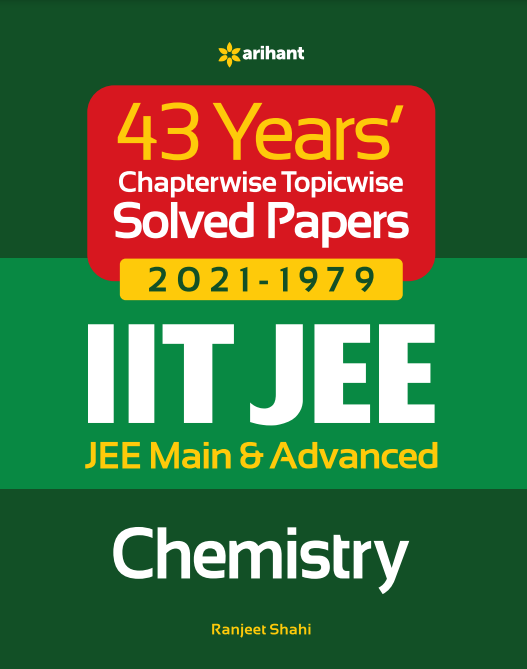 arihant
43 Years'
Chapterwise Topicwise
Solved Papers
2021-1979
IIT JEE
JEE Main & Advanced
Chemistry
Ranjeet Shahi